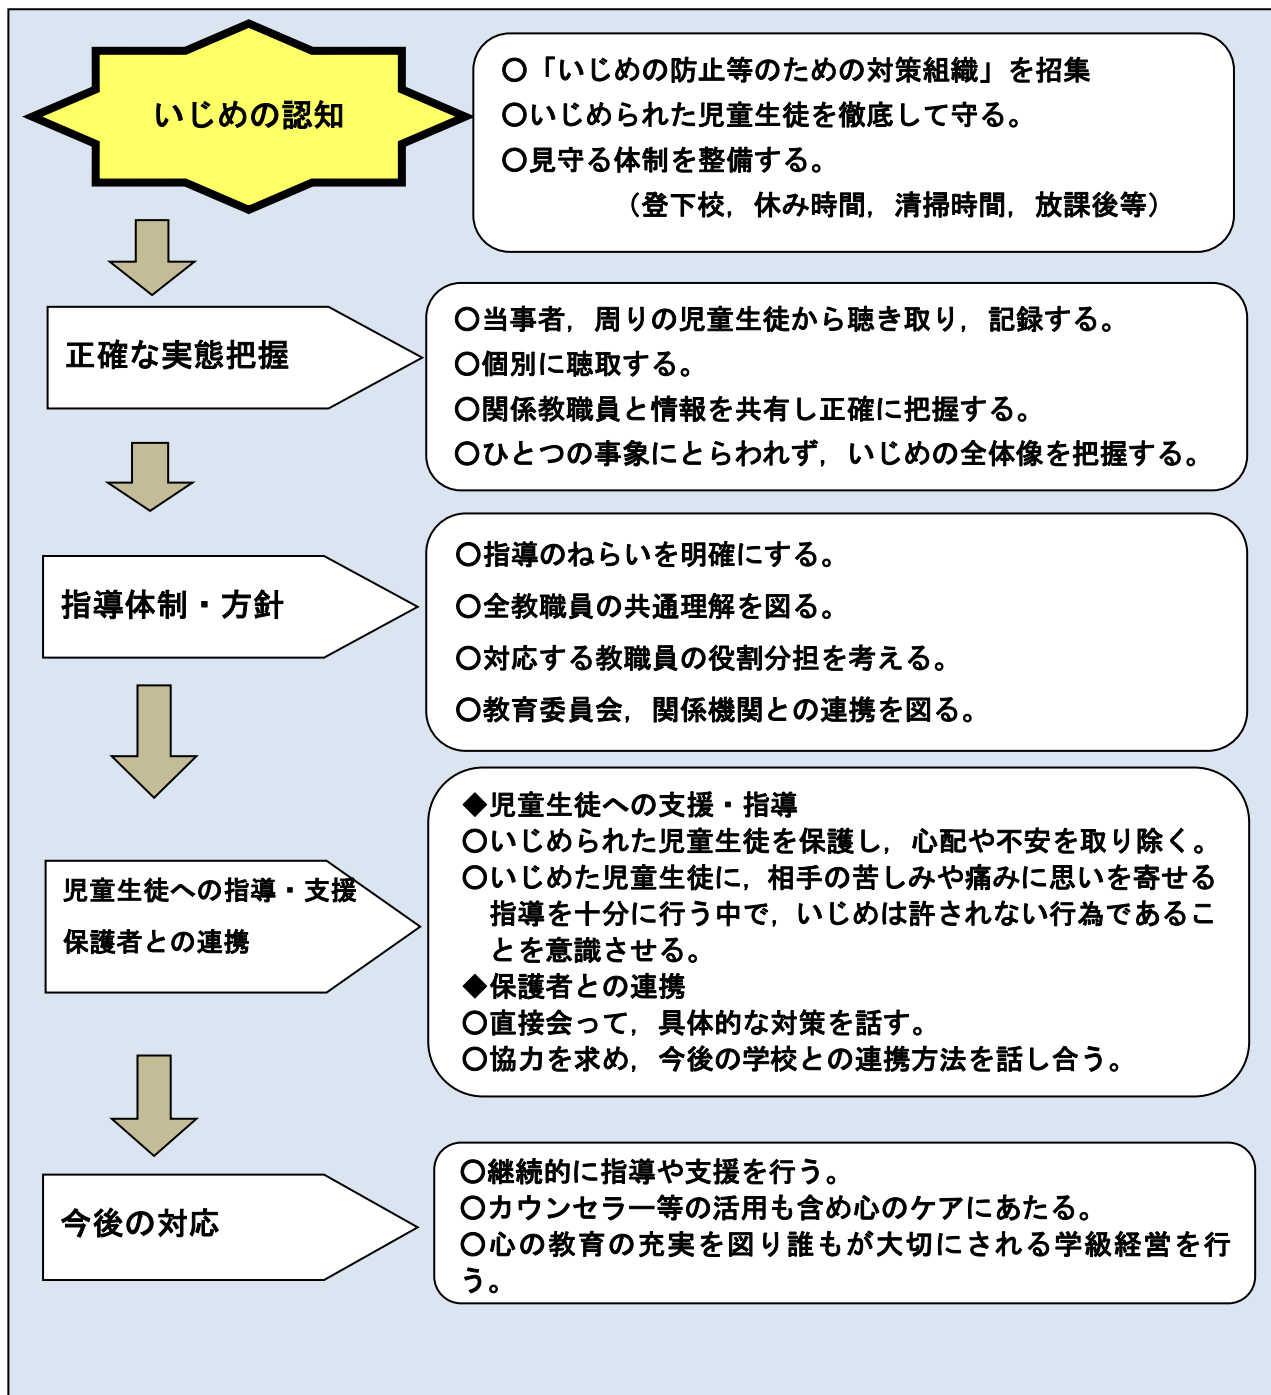 いじめの認知
○「いじめの防止等のための対策組織」を招集
○いじめられた児童生徒を徹底して守る。
○見守る体制を整備する。
（登下校，休み時間，清掃時間，放課後等）
正確な実態把握
○当事者，周りの児童生徒から聴き取り，記録する。
○個別に聴取する。
○関係教職員と情報を共有し正確に把握する。
○ひとつの事象にとらわれず，いじめの全体像を把握する。
指導体制・方針
○指導のねらいを明確にする。
○全教職員の共通理解を図る。
○対応する教職員の役割分担を考える。
○教育委員会，関係機関との連携を図る。
児童生徒への指導・支援
保護者との連携
◆児童生徒への支援・指導
○いじめられた児童生徒を保護し，心配や不安を取り除く。
○いじめた児童生徒に，相手の苦しみや痛みに思いを寄せる
指導を十分に行う中で，いじめは許されない行為であるこ
とを意識させる。
◆保護者との連携
○直接会って，具体的な対策を話す。
○協力を求め，今後の学校との連携方法を話し合う。
今後の対応
○継続的に指導や支援を行う。
○カウンセラー等の活用も含め心のケアにあたる。
○心の教育の充実を図り誰もが大切にされる学級経営を行
う。